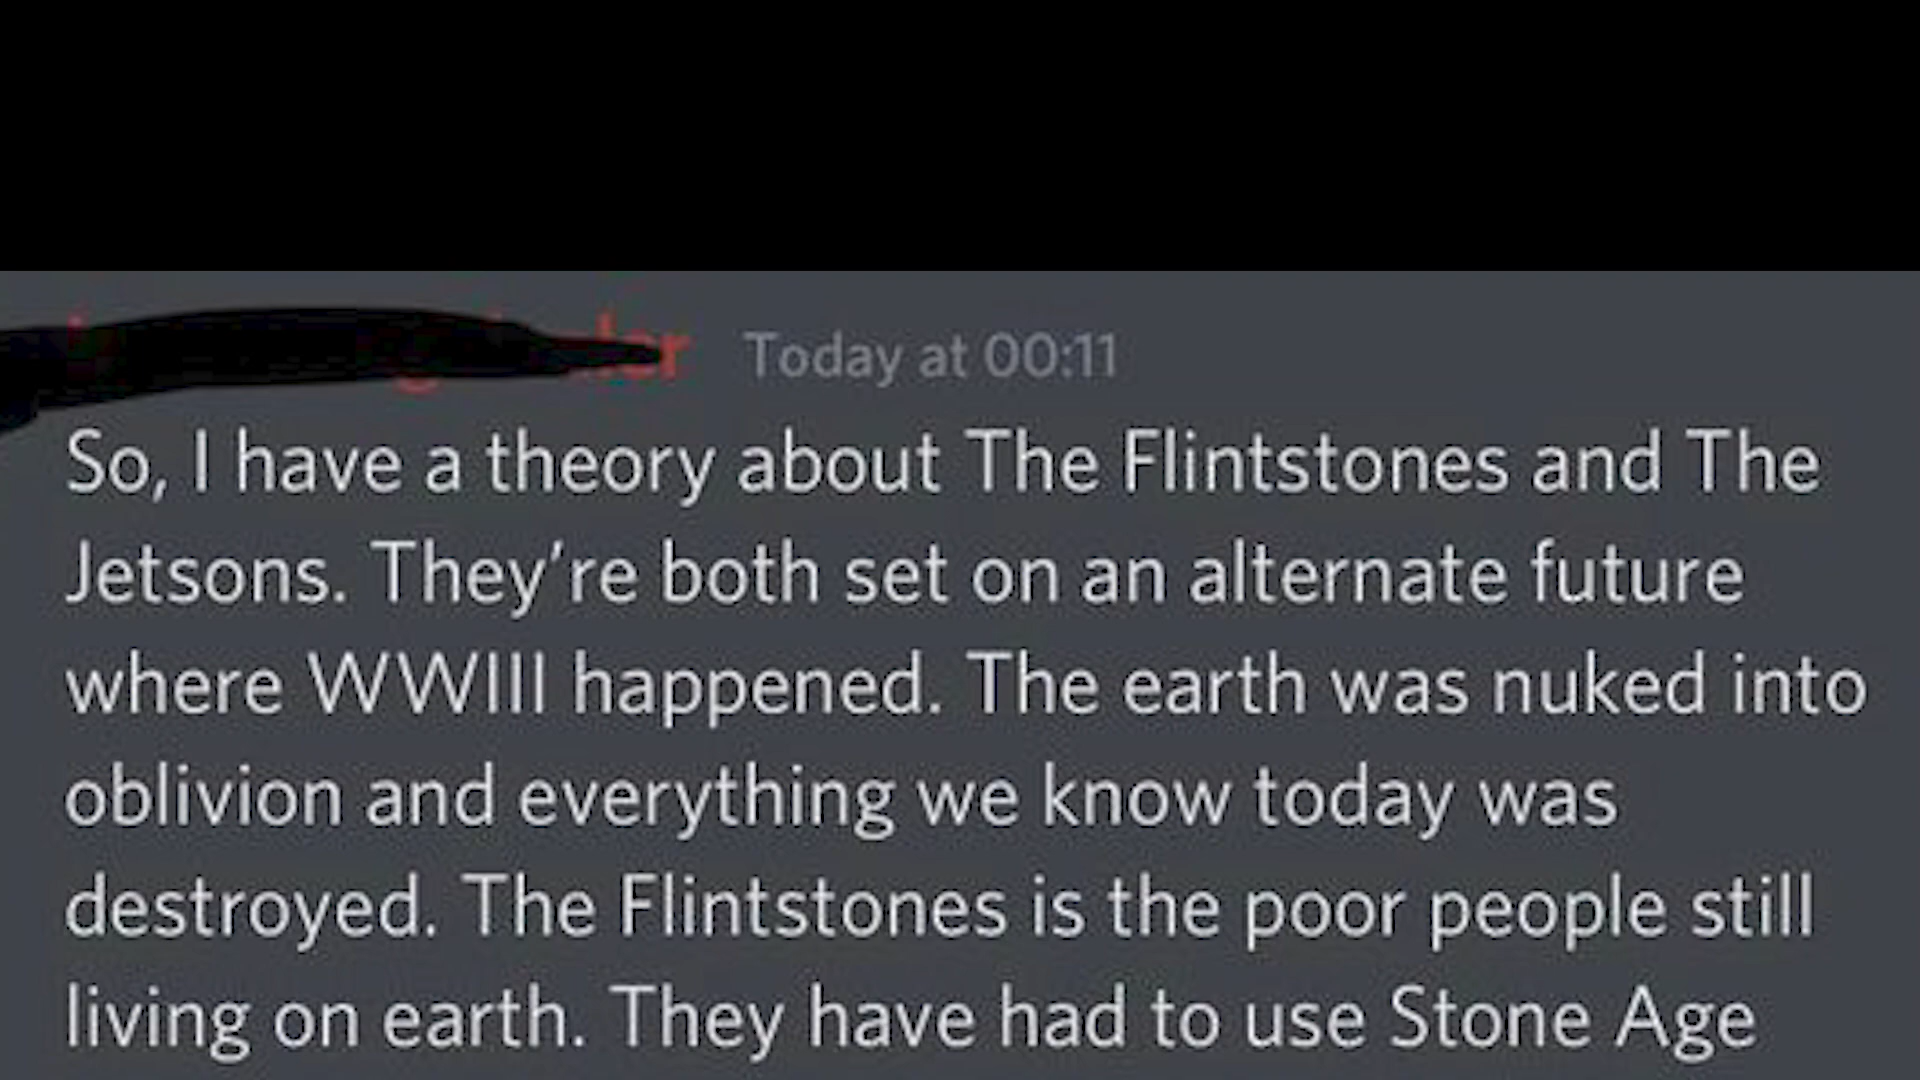 Today at 00:11
So, I have a theory about The Flintstones and The
Jetsons. They’re both set on an alternate future
where WWIII happened. The earth was nuked into
oblivion and everything we know today was
destroyed. The Flintstones is the poor people still
living on earth. They have had to use Stone Age